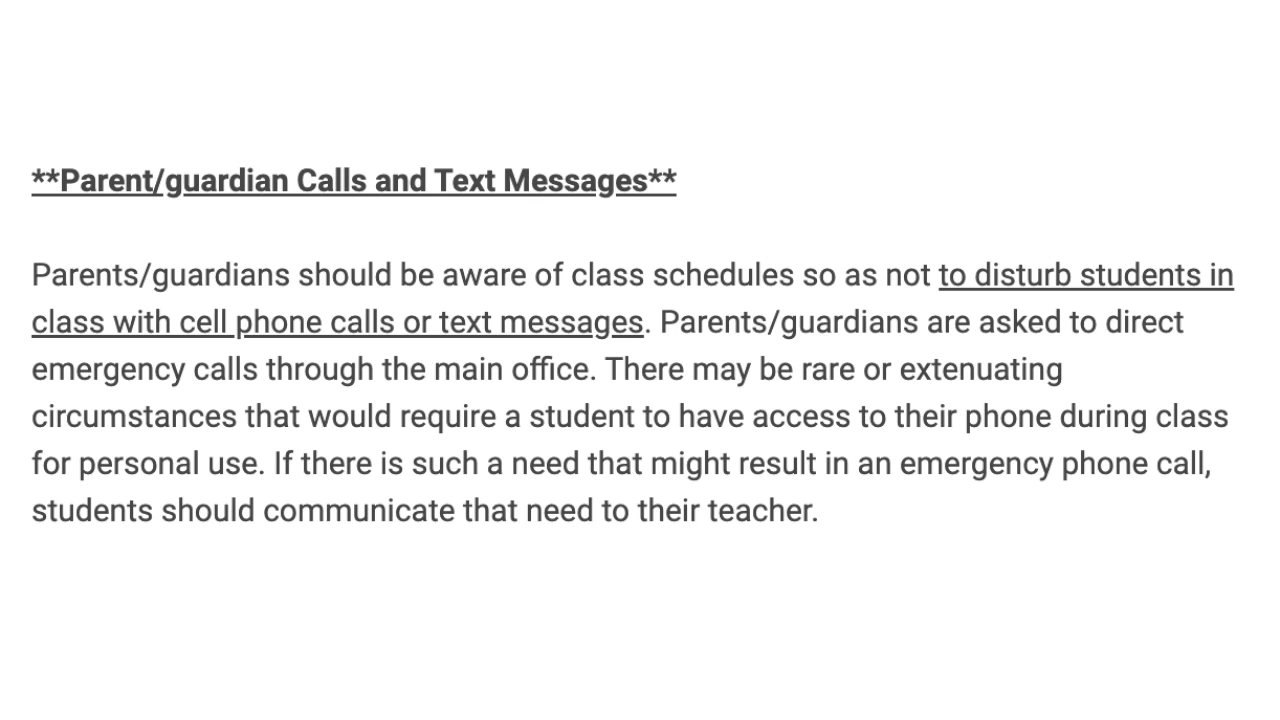 **Parent/guardian Calls and Text Messages**
Parents/guardians should be aware of class schedules so as not to disturb students in
class with cell phone calls or text messages. Parents/guardians are asked to direct
emergency calls through the main office. There may be rare or extenuating
circumstances that would require a student to have access to their phone during class
for personal use. If there is such a need that might result in an emergency phone call,
students should communicate that need to their teacher.